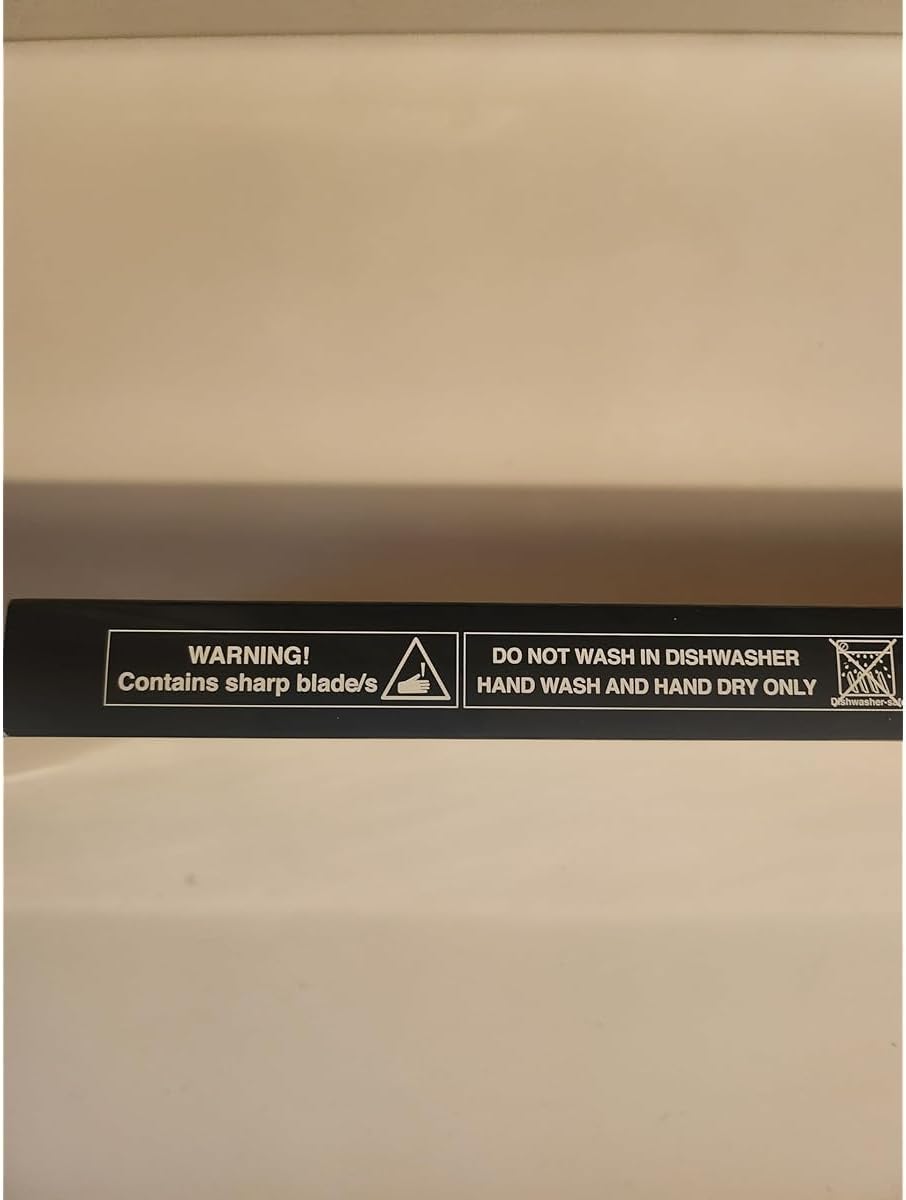 WARNING!
Contains sharp blade/s
DO NOT WASH IN DISHWASHER
HAND WASH AND HAND DRY ONLY